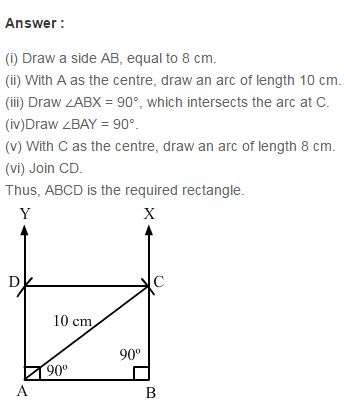 Answer :
(i) Draw a side AB, equal to 8 cm.
(ii) With A as the centre, draw an arc of length 10 cm.
(iii) Draw ∠ABX = 90°, which intersects the arc at C.
(iv)Draw ∠BAY = 90°.
(v) With C as the centre, draw an arc of length 8 cm.
(vi) Join CD.
Thus, ABCD is the required rectangle.
Y X
D C
10 cm
90º
90º
A B